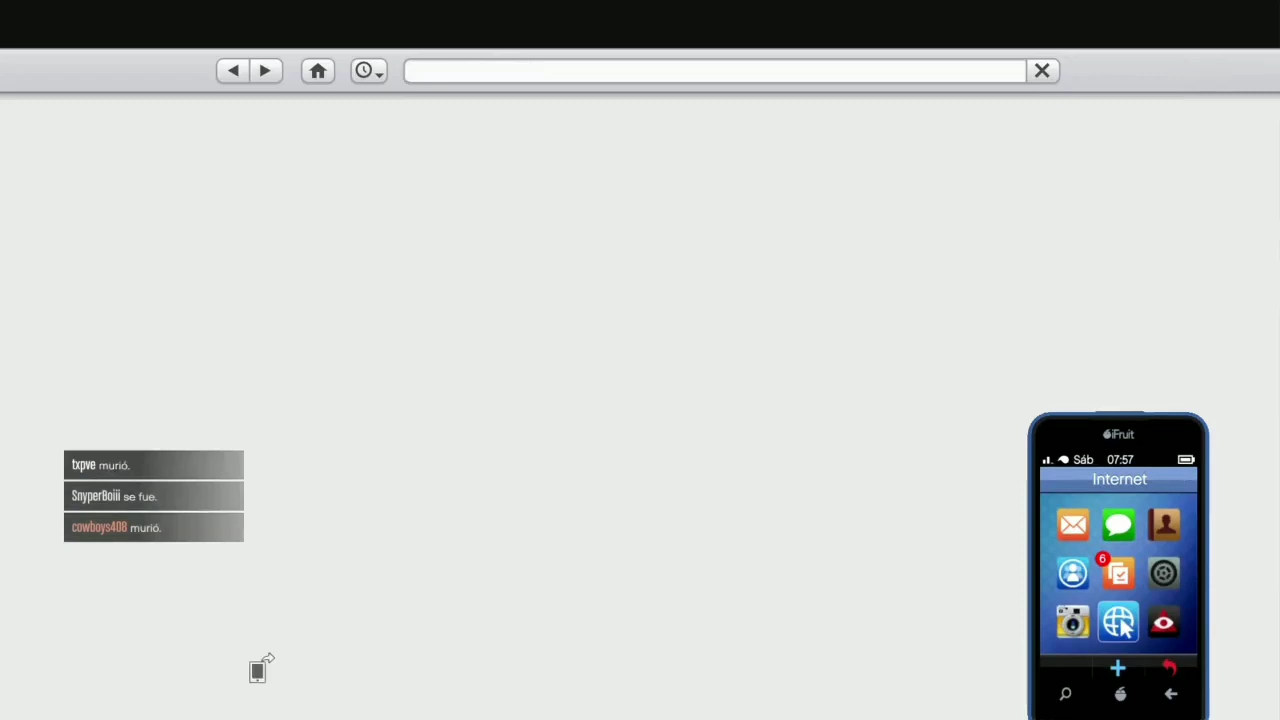 txpve murió.
SnyperBoiii se fue.
cowboys408 murió.
iFruit
Sáb 07:57
Internet
6